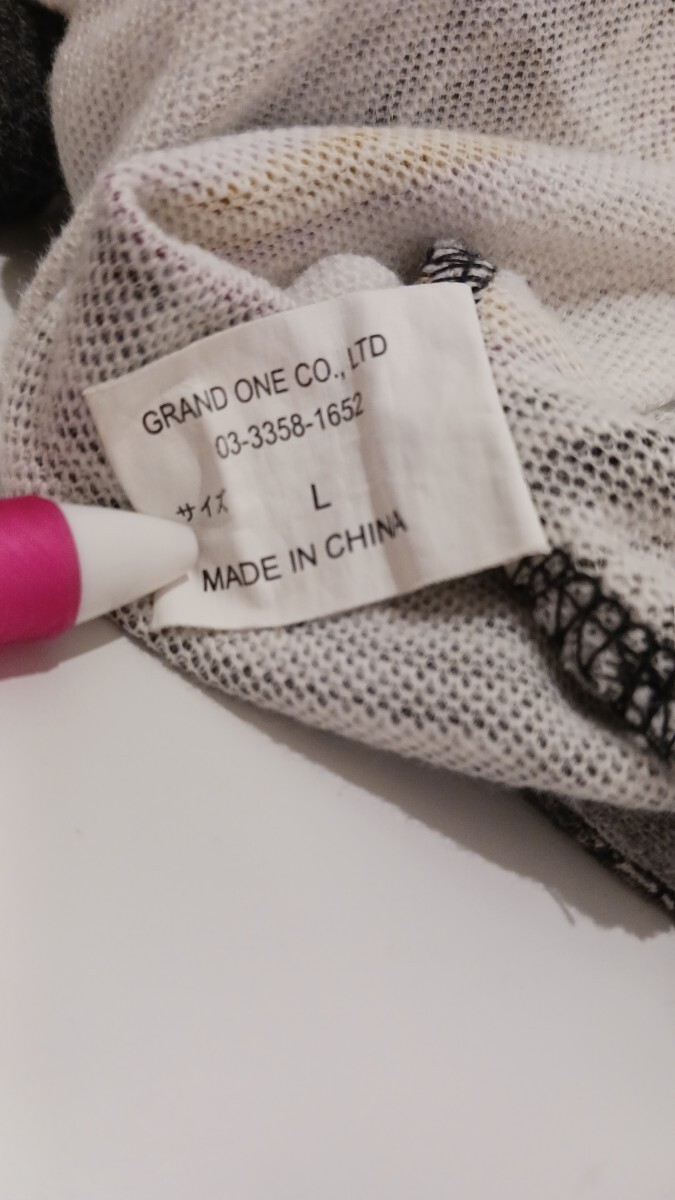 GRAND ONE CO., LTD
03-3358-1652
サイズ L
MADE IN CHINA